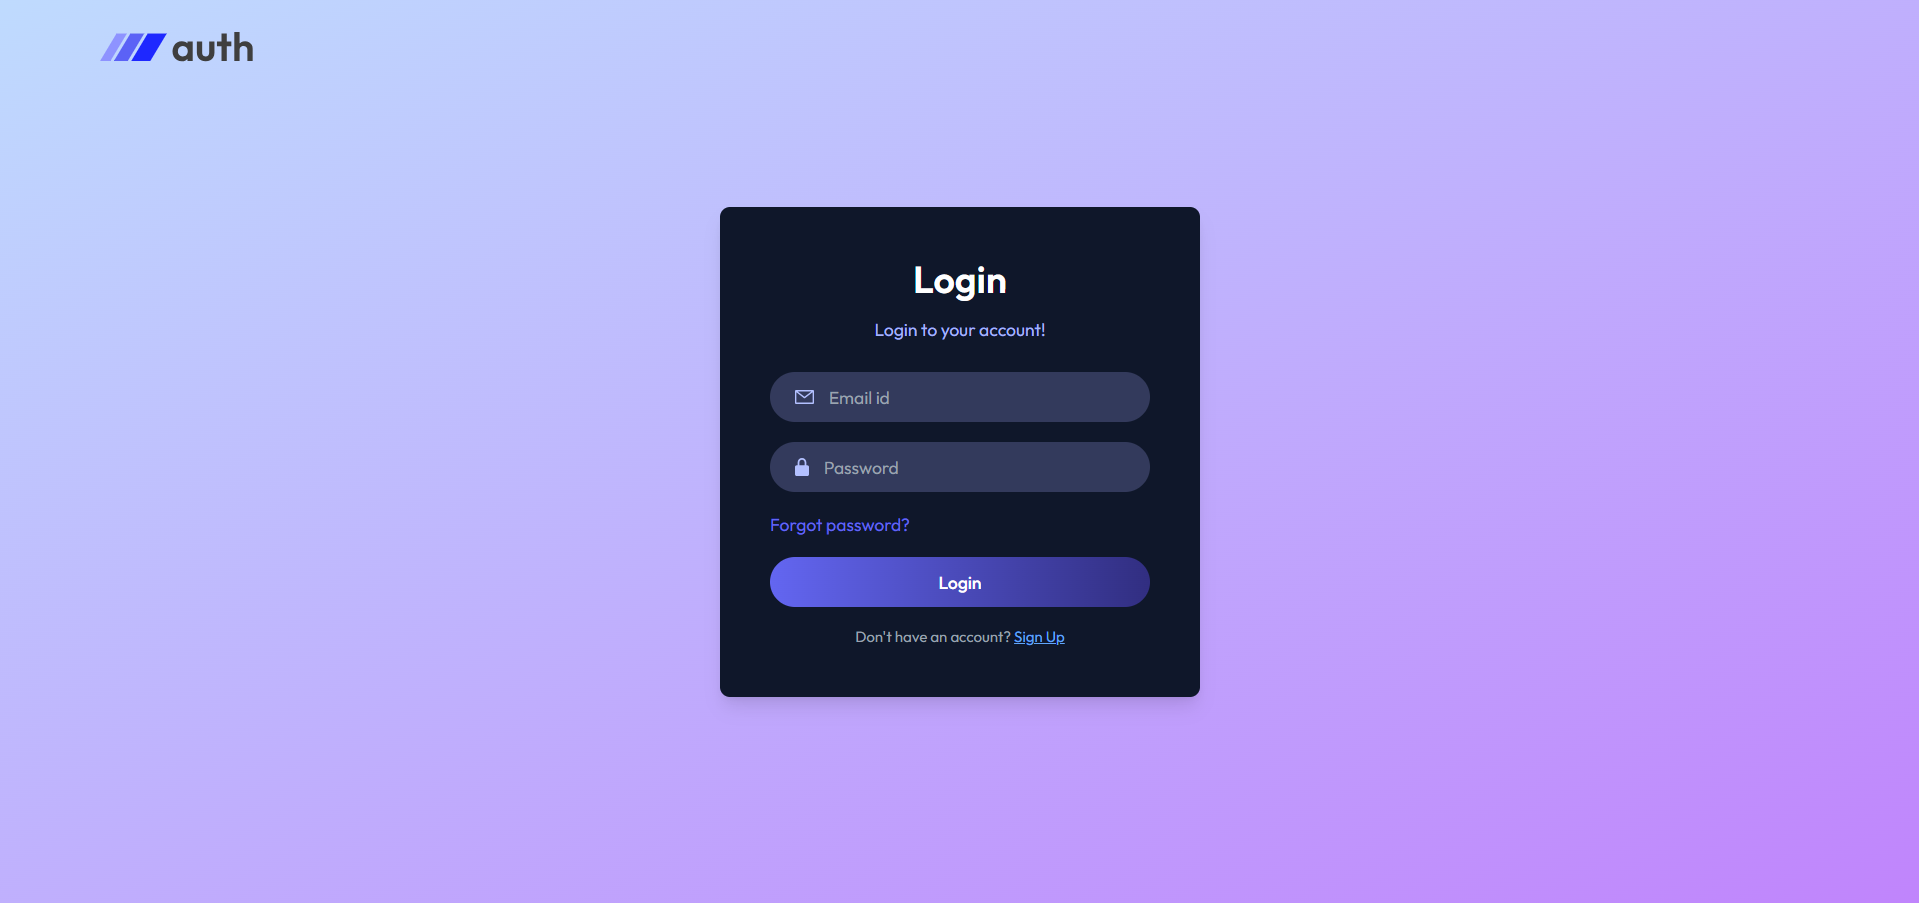 auth
Login
Login to your account!
Email id
Password
Forgot password?
Login
Don't have an account? Sign Up